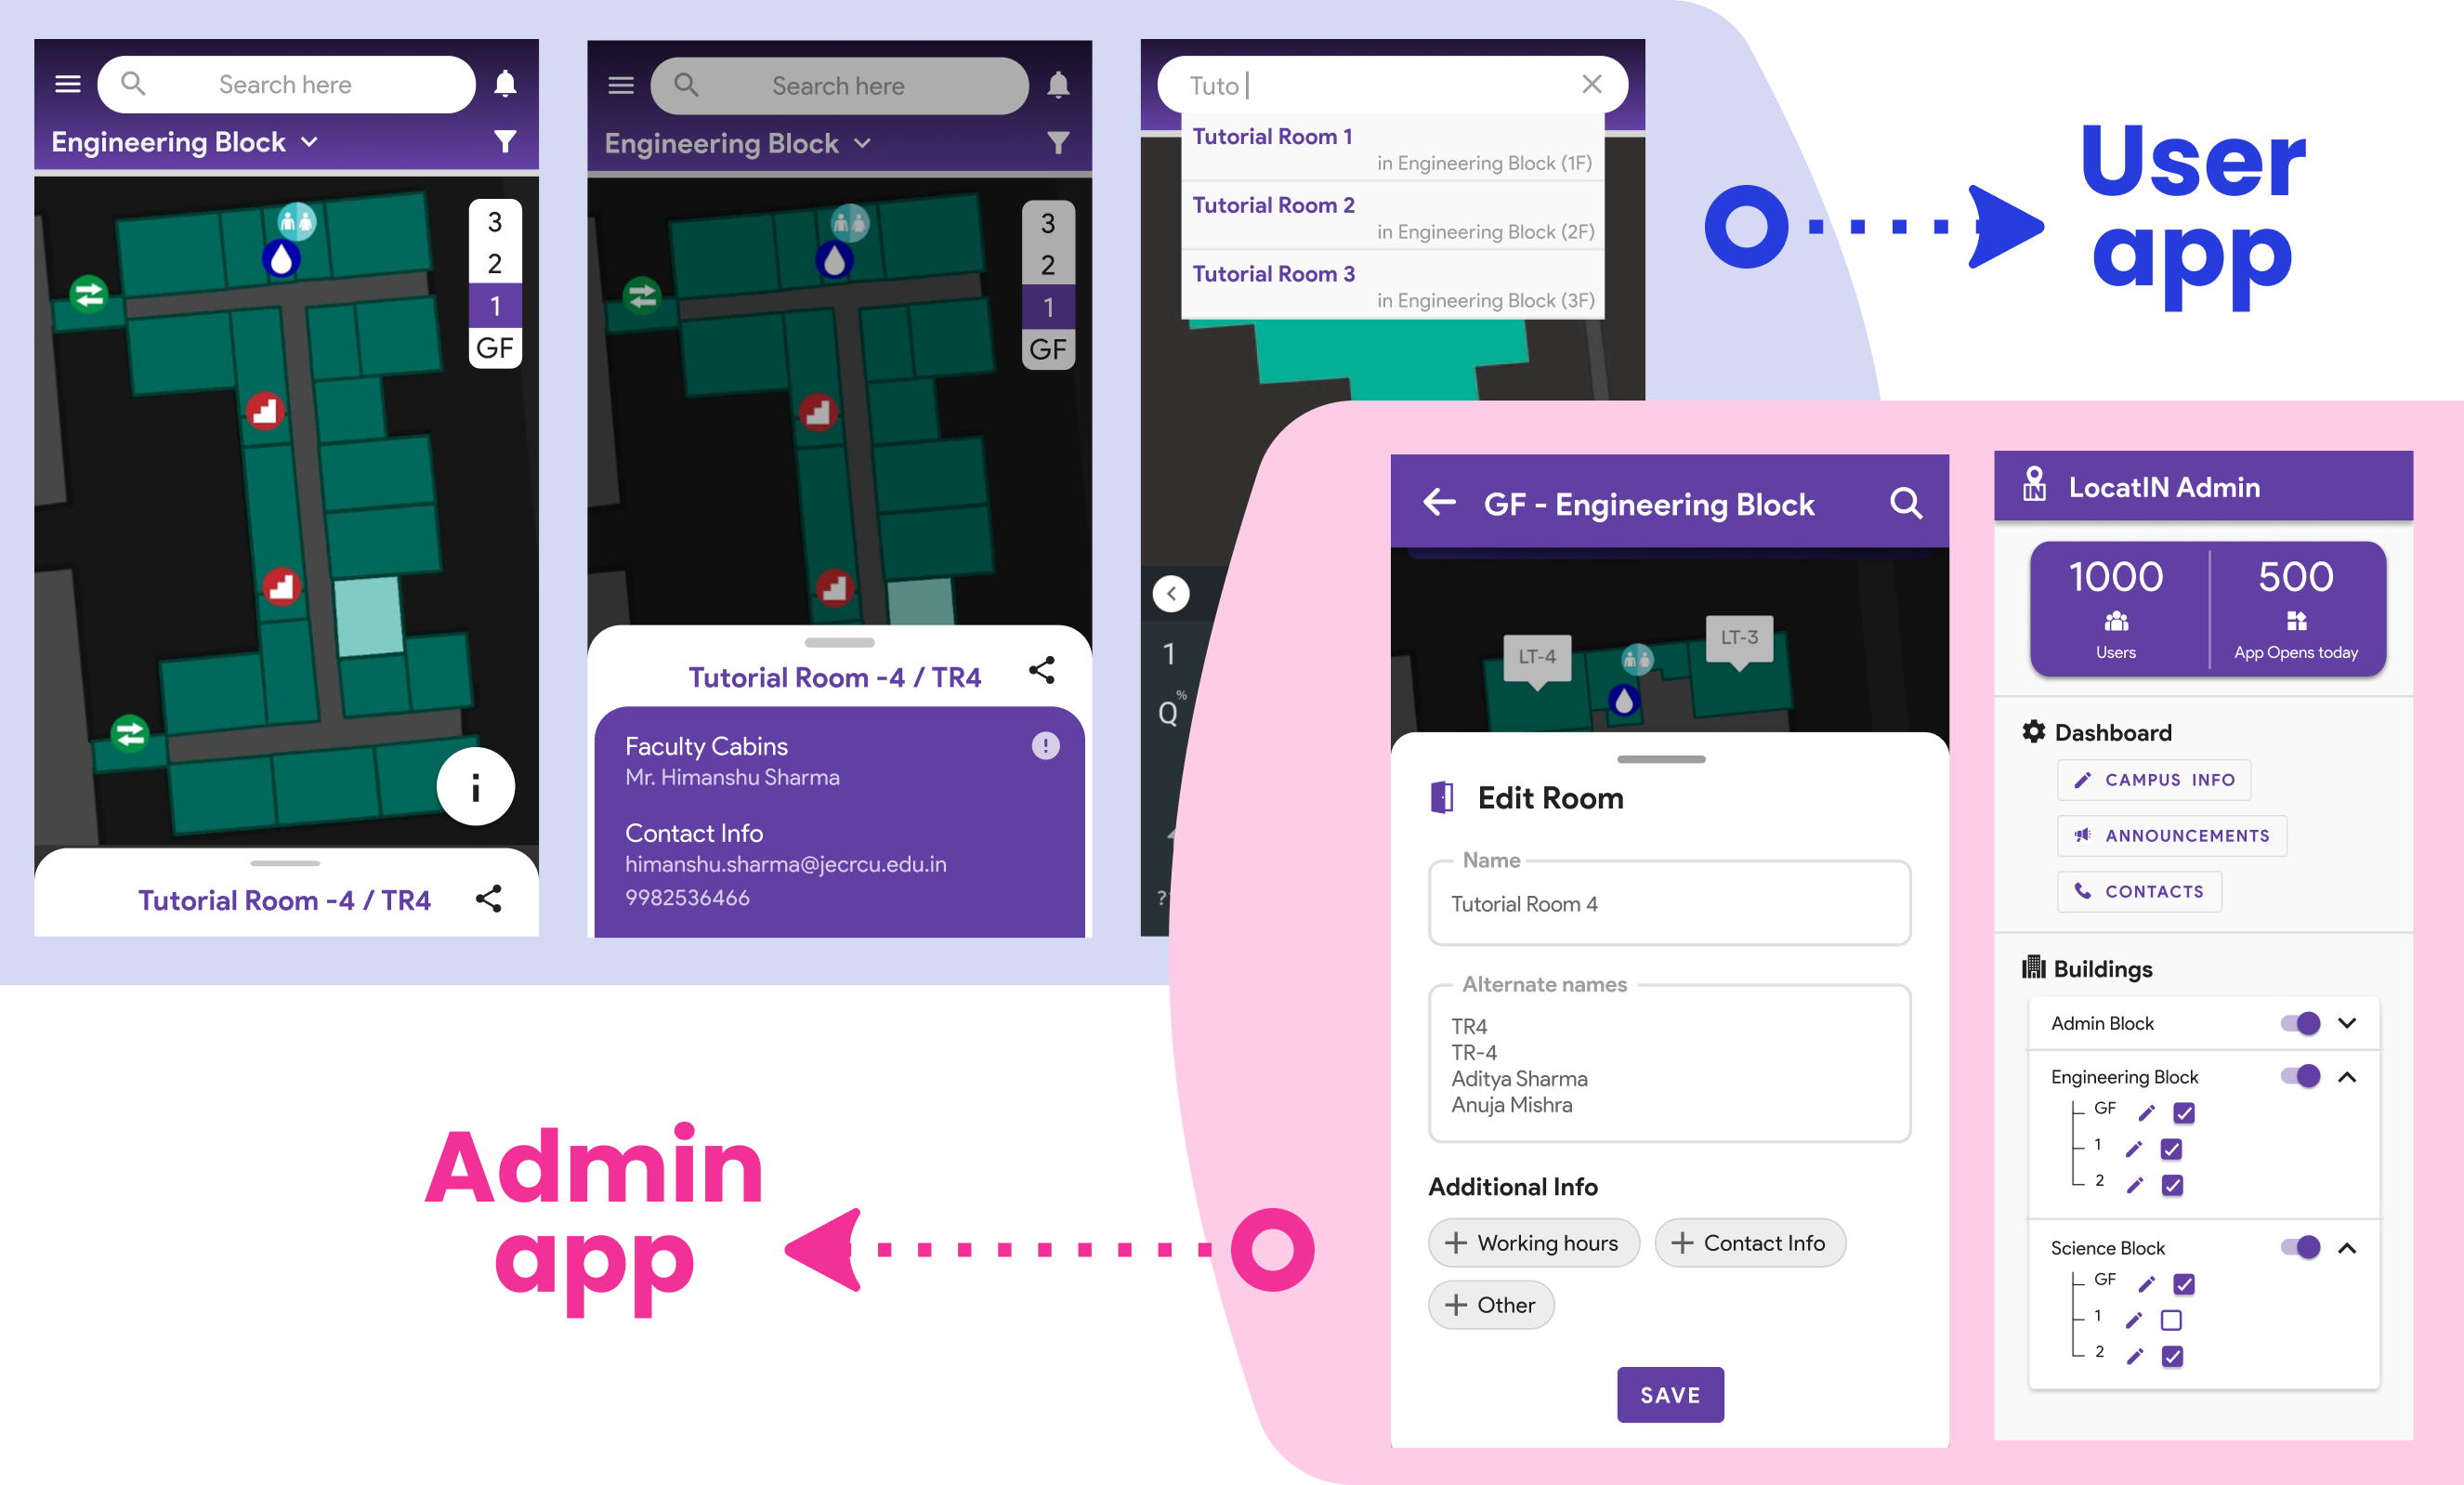 Search here
Engineering Block
3
2
1
GF
Tutorial Room -4 / TR4
Search here
Engineering Block
3
2
1
GF
Tutorial Room -4 / TR4
Faculty Cabins
Mr. Himanshu Sharma
Contact Info
himanshu.sharma@jecrcu.edu.in
9982536466
Tuto
Tutorial Room 1
in Engineering Block (1F)
Tutorial Room 2
in Engineering Block (2F)
Tutorial Room 3
in Engineering Block (3F)
1
%
Q
?
User
app
GF - Engineering Block
LT-4
LT-3
Edit Room
Name
Tutorial Room 4
Alternate names
TR4
TR-4
Aditya Sharma
Anuja Mishra
Additional Info
+ Working hours
+ Contact Info
+ Other
SAVE
IN
LocatIN Admin
1000
Users
500
App Opens today
Dashboard
CAMPUS INFO
ANNOUNCEMENTS
CONTACTS
Buildings
Admin Block
Engineering Block
GF
1
2
Science Block
GF
1
2
Admin
app